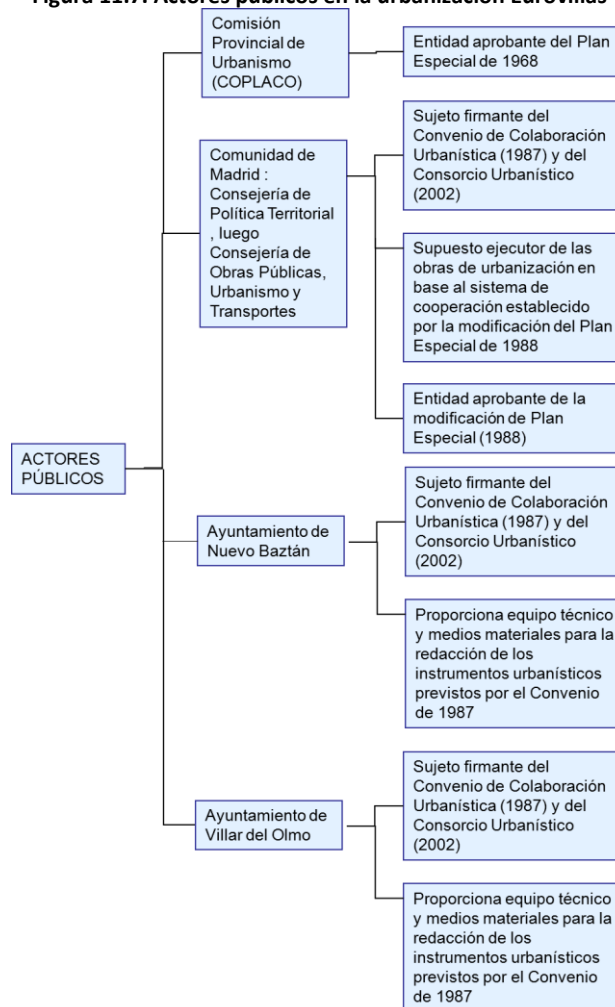 Figura 11.7. Actores públicos en la urbanización Eurovillas
Comisión
Provincial de
Urbanismo
(COPLACO)
Entidad aprobante del Plan
Especial de 1968
Comunidad de
Madrid :
Consejería de
Política Territorial
, luego
Consejería de
Obras Públicas,
Urbanismo y
Transportes
Sujeto firmante del
Convenio de Colaboración
Urbanística (1987) y del
Consorcio Urbanístico
(2002)
Supuesto ejecutor de las
obras de urbanización en
base al sistema de
cooperación establecido
por la modificación del Plan
Especial de 1988
Entidad aprobante de la
modificación de Plan
Especial (1988)
ACTORES
PÚBLICOS
Ayuntamiento de
Nuevo Baztán
Sujeto firmante del
Convenio de Colaboración
Urbanística (1987) y del
Consorcio Urbanístico
(2002)
Proporciona equipo técnico
y medios materiales para la
redacción de los
instrumentos urbanísticos
previstos por el Convenio
de 1987
Ayuntamiento de
Villar del Olmo
Sujeto firmante del
Convenio de Colaboración
Urbanística (1987) y del
Consorcio Urbanístico
(2002)
Proporciona equipo técnico
y medios materiales para la
redacción de los
instrumentos urbanísticos
previstos por el Convenio de
1987